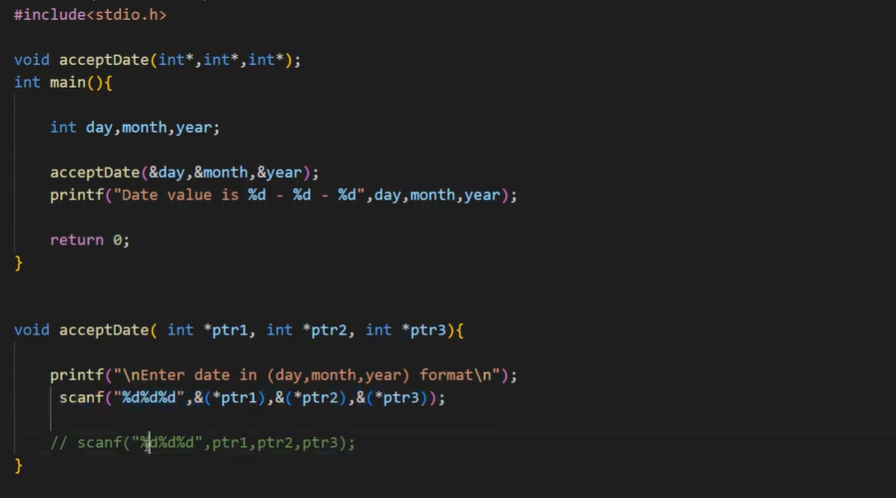 #include<stdio.h>
void acceptDate(int*,int*,int*);
int main(){
int day,month,year;
acceptDate(&day,&month,&year);
printf("Date value is %d - %d - %d",day,month,year);
return 0;
}
void acceptDate( int *ptr1, int *ptr2, int *ptr3){
printf("\nEnter date in (day,month,year) format\n");
scanf("%d%d%d",&(*ptr1),&(*ptr2),&(*ptr3));
// scanf("%d%d%d",ptr1,ptr2,ptr3);
}